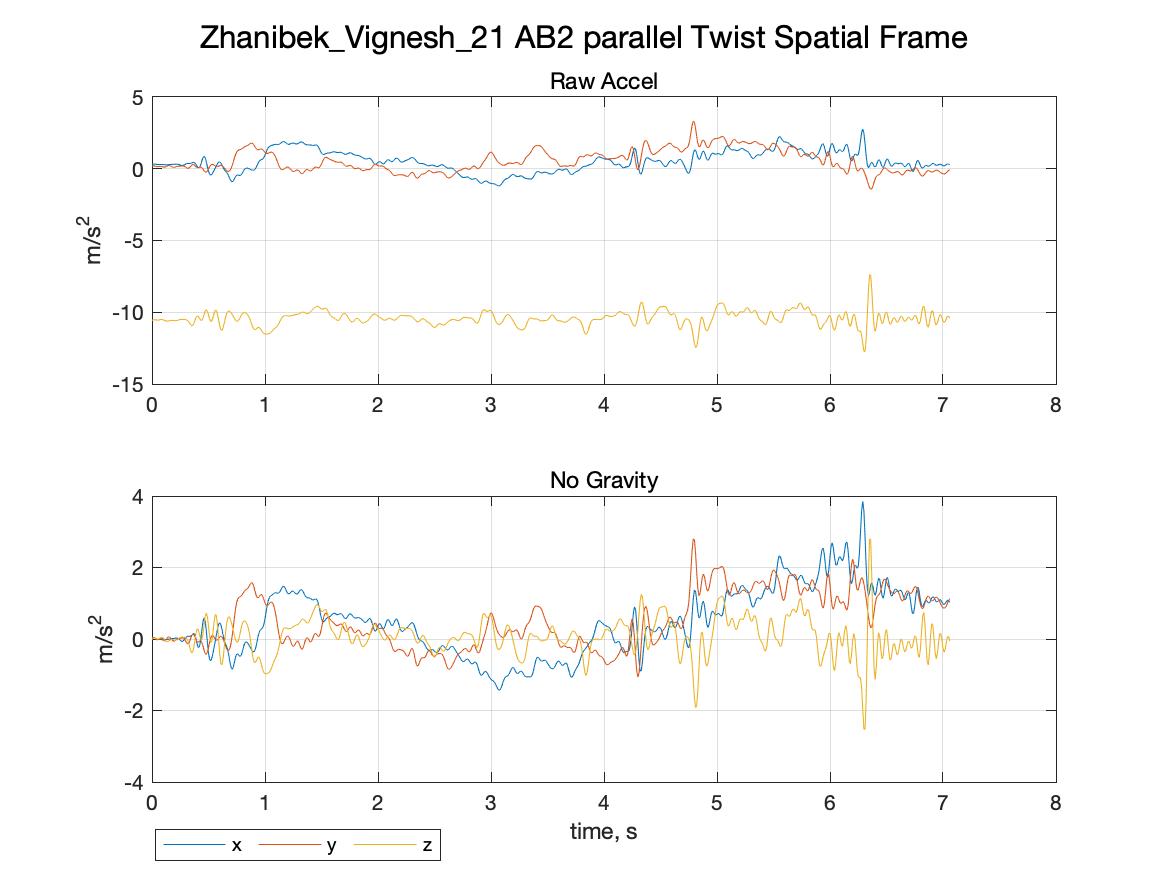 Zhanibek_Vignesh_21 AB2 parallel Twist Spatial Frame
Raw Accel
5
0
-5
-10
-15
m/s²
0 1 2 3 4 5 6 7 8
No Gravity
4
2
0
-2
-4
m/s²
0 1 2 3 4 5 6 7 8
time, s
x y z